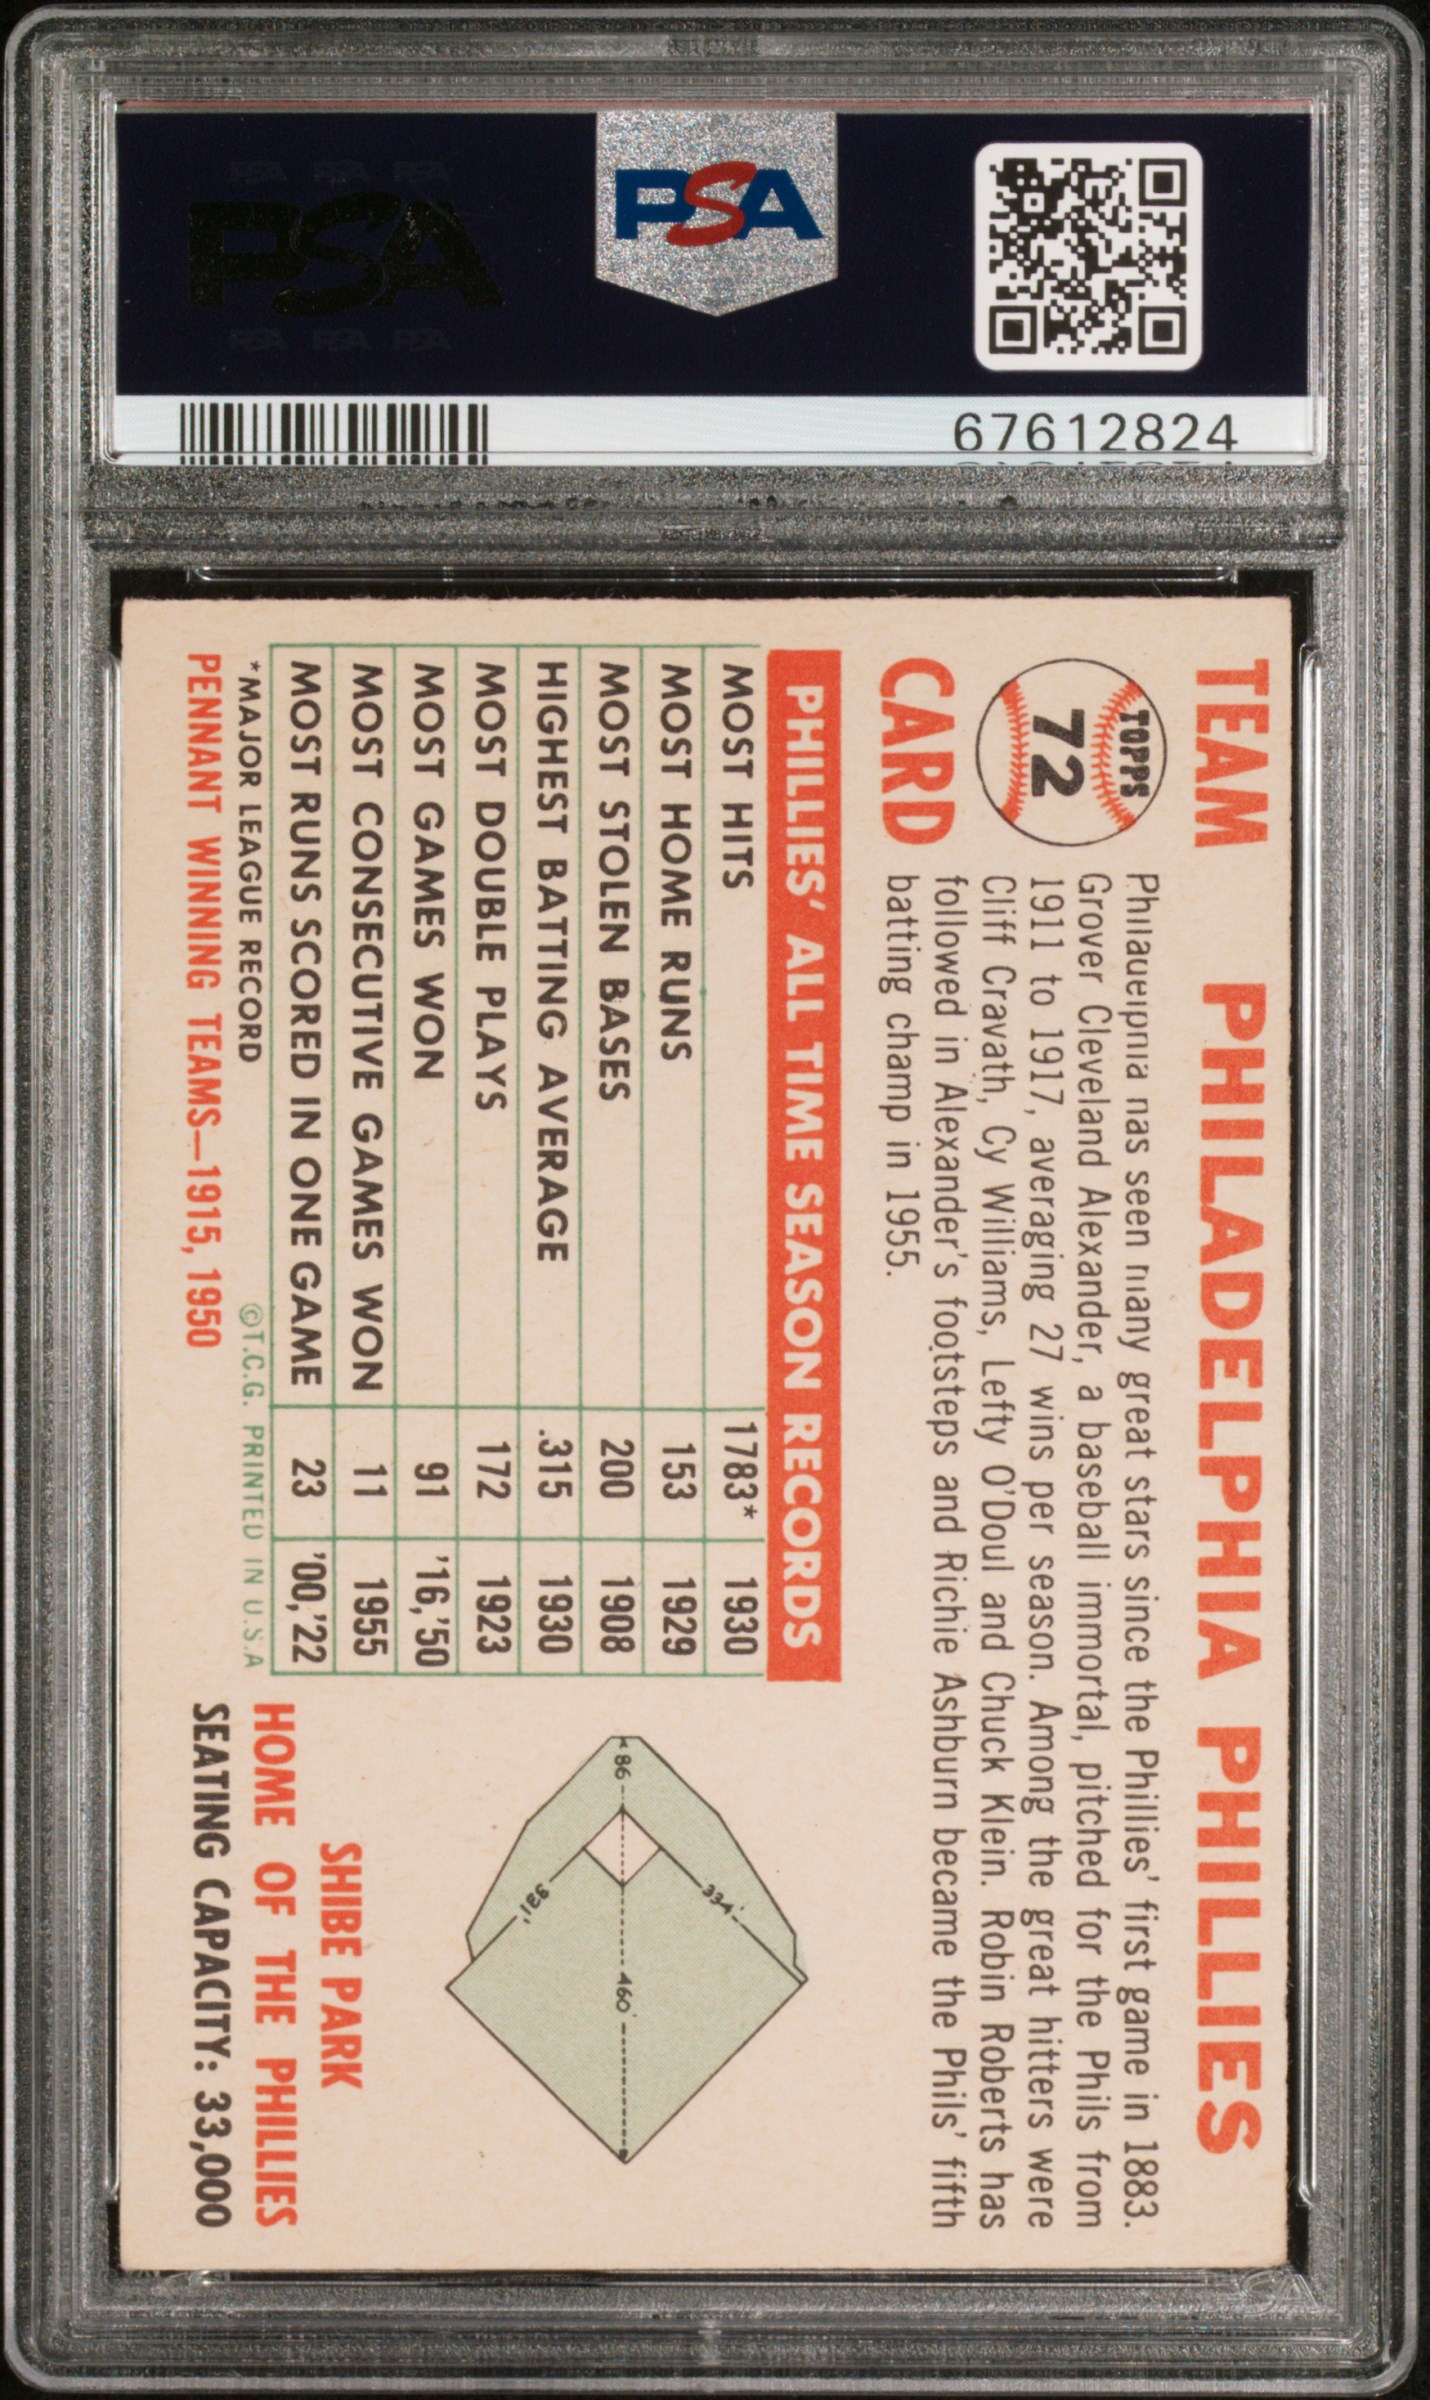 PSA
PSA PSA PSA
PSA
PSA PSA PSA
67612824
TEAM
TOPPS
72
CARD
PHILADELPHIA PHILLIES
Philadelphia has seen many great stars since the Phillies' first game in 1883.
Grover Cleveland Alexander, a baseball immortal, pitched for the Phils from
1911 to 1917, averaging 27 wins per season. Among the great hitters were
Cliff Cravath, Cy Williams, Lefty O'Doul and Chuck Klein. Robin Roberts has
followed in Alexander's footsteps and Richie Ashburn became the Phils' fifth
batting champ in 1955.
PHILLIES' ALL TIME SEASON RECORDS
MOST HITS 1783* 1930
MOST HOME RUNS 153 1929
MOST STOLEN BASES 200 1908
HIGHEST BATTING AVERAGE .315 1930
MOST DOUBLE PLAYS 172 1923
MOST GAMES WON 91 '16,'50
MOST CONSECUTIVE GAMES WON 11 1955
MOST RUNS SCORED IN ONE GAME 23 '00,'22
*MAJOR LEAGUE RECORD ©T.C.G. PRINTED IN U.S.A
PENNANT WINNING TEAMS—1915, 1950
86
334'
460'
SHIBE PARK
HOME OF THE PHILLIES
SEATING CAPACITY: 33,000